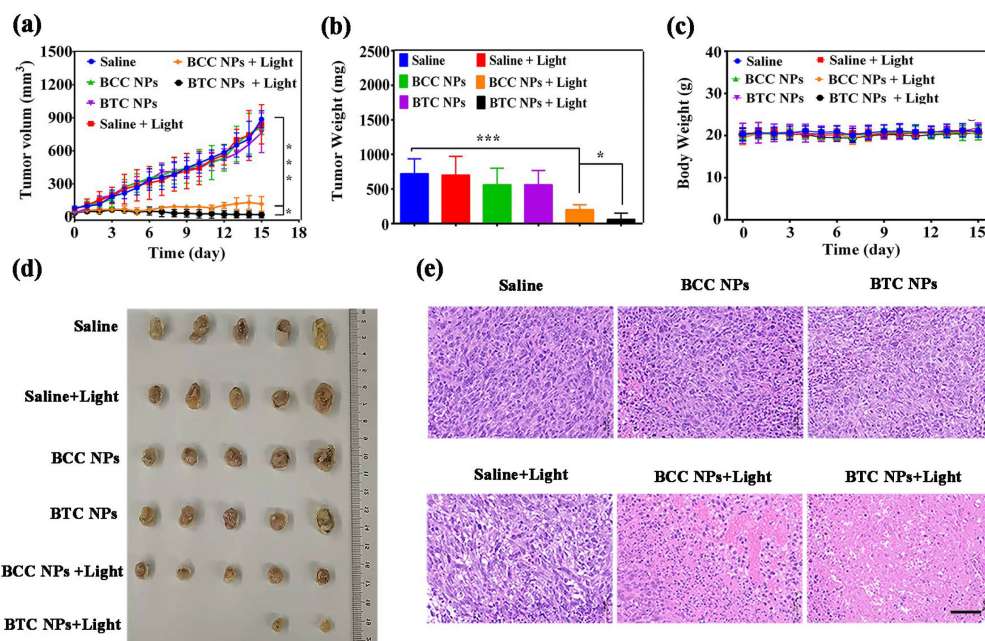 (a)
Tumor volum (mm3)
1500
1200
900
600
300
0
Saline
BCC NPs
BTC NPs
Saline + Light
BCC NPs + Light
BTC NPs + Light
***
*
0 3 6 9 12 15 18
Time (day)
(b)
Tumor Weight (mg)
2500
2000
1500
1000
500
0
Saline
Saline + Light
BCC NPs
BCC NPs + Light
BTC NPs
BTC NPs + Light
***
*
(c)
Body Weight (g)
40
30
20
10
0
Saline
Saline + Light
BCC NPs
BCC NPs + Light
BTC NPs
BTC NPs + Light
0 3 6 9 12 15
Time (day)
(d)
Saline
Saline+Light
BCC NPs
BTC NPs
BCC NPs +Light
BTC NPs+Light
(e)
Saline
BCC NPs
BTC NPs
Saline+Light
BCC NPs+Light
BTC NPs+Light